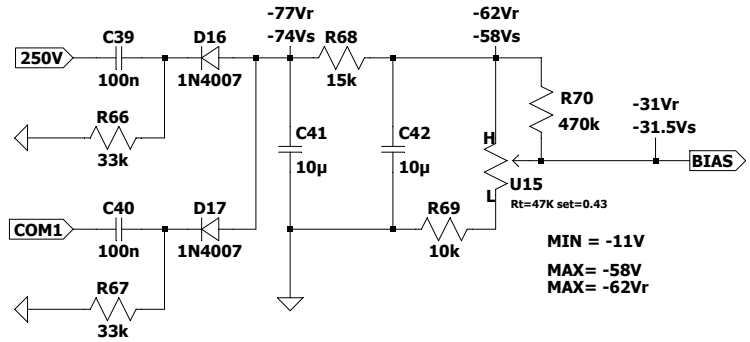 -77Vr
-74Vs
-62Vr
-58Vs
C39
D16
R68
250V
100n
1N4007
15k
R66
33k
C41
10µ
C42
10µ
R70
470k
-31Vr
-31.5Vs
H
BIAS
U15
L
Rt=47K set=0.43
C40
D17
R69
COM1
100n
1N4007
10k
MIN = -11V
MAX= -58V
MAX= -62Vr
R67
33k